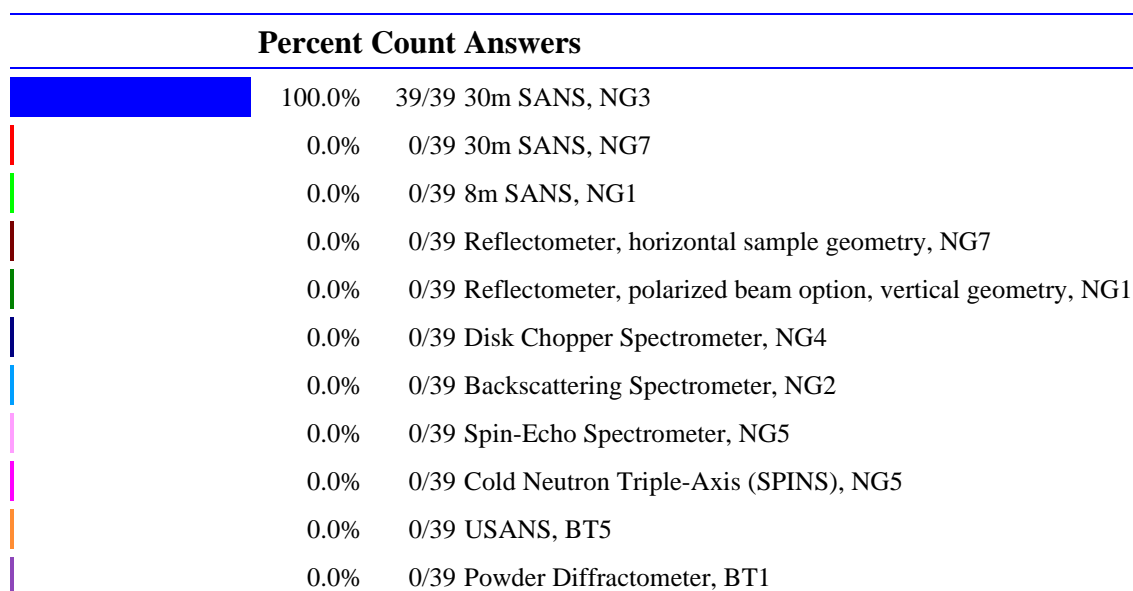 Percent Count Answers
100.0% 39/39 30m SANS, NG3
0.0% 0/39 30m SANS, NG7
0.0% 0/39 8m SANS, NG1
0.0% 0/39 Reflectometer, horizontal sample geometry, NG7
0.0% 0/39 Reflectometer, polarized beam option, vertical geometry, NG1
0.0% 0/39 Disk Chopper Spectrometer, NG4
0.0% 0/39 Backscattering Spectrometer, NG2
0.0% 0/39 Spin-Echo Spectrometer, NG5
0.0% 0/39 Cold Neutron Triple-Axis (SPINS), NG5
0.0% 0/39 USANS, BT5
0.0% 0/39 Powder Diffractometer, BT1